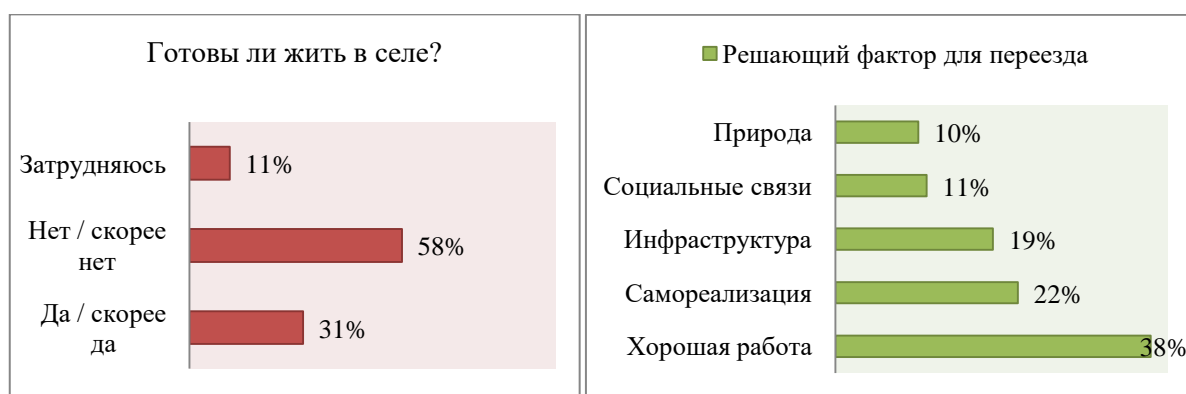 Готовы ли жить в селе?
Затрудняюсь
11%
Нет / скорее
нет
58%
Да / скорее
да
31%
Решающий фактор для переезда
Природа
10%
Социальные связи
11%
Инфраструктура
19%
Самореализация
22%
Хорошая работа
38%